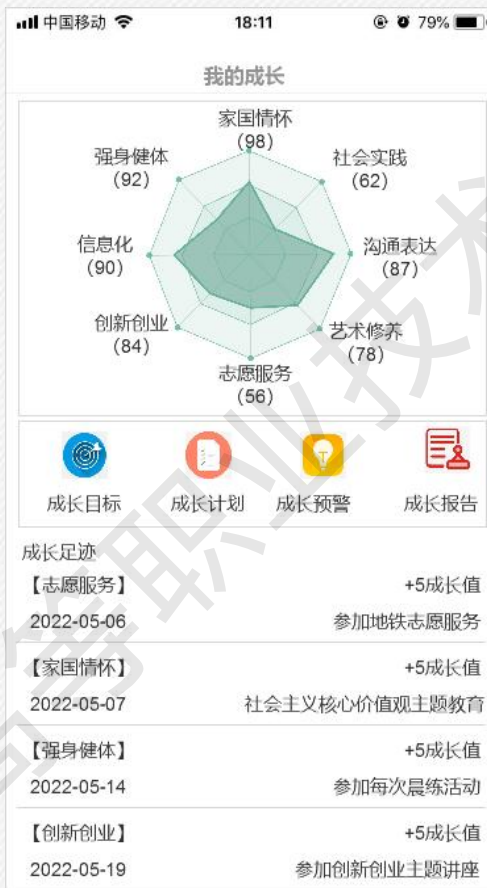 中国移动 18:11 79%
我的成长
家国情怀
(98)
强身健体
(92)
社会实践
(62)
信息化
(90)
沟通表达
(87)
创新创业
(84)
艺术修养
(78)
志愿服务
(56)
成长目标 成长计划 成长预警 成长报告
成长足迹
【志愿服务】 +5成长值
2022-05-06 参加地铁志愿服务
【家国情怀】 +5成长值
2022-05-07 社会主义核心价值观主题教育
【强身健体】 +5成长值
2022-05-14 参加每次晨练活动
【创新创业】 +5成长值
2022-05-19 参加创新创业主题讲座
高等职业技术